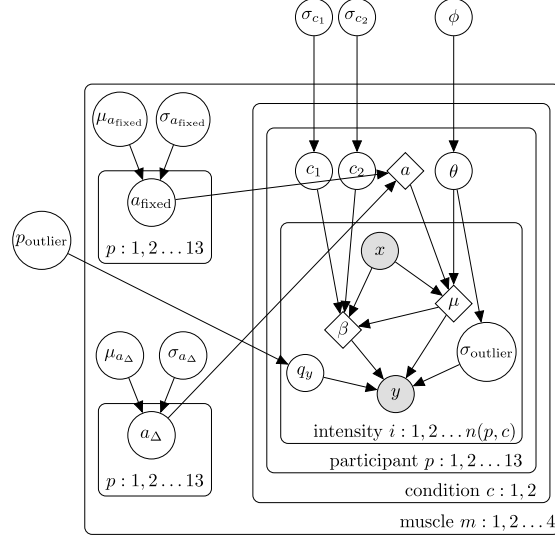 σ_{c_1} σ_{c_2} ϕ
μ_{a_fixed} σ_{a_fixed}
c_1 c_2 a θ
a_fixed
p_outlier
p : 1, 2 . . . 13
x
μ
β
σ_outlier
μ_{a_Δ} σ_{a_Δ}
q_y
y
a_Δ
intensity i : 1, 2 . . . n(p, c)
participant p : 1, 2 . . . 13
p : 1, 2 . . . 13
condition c : 1, 2
muscle m : 1, 2 . . . 4